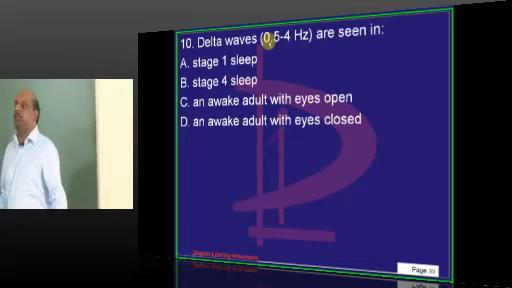 10. Delta waves (0.5-4 Hz) are seen in:
A. stage 1 sleep
B. stage 4 sleep
C. an awake adult with eyes open
D. an awake adult with eyes closed
Page 39